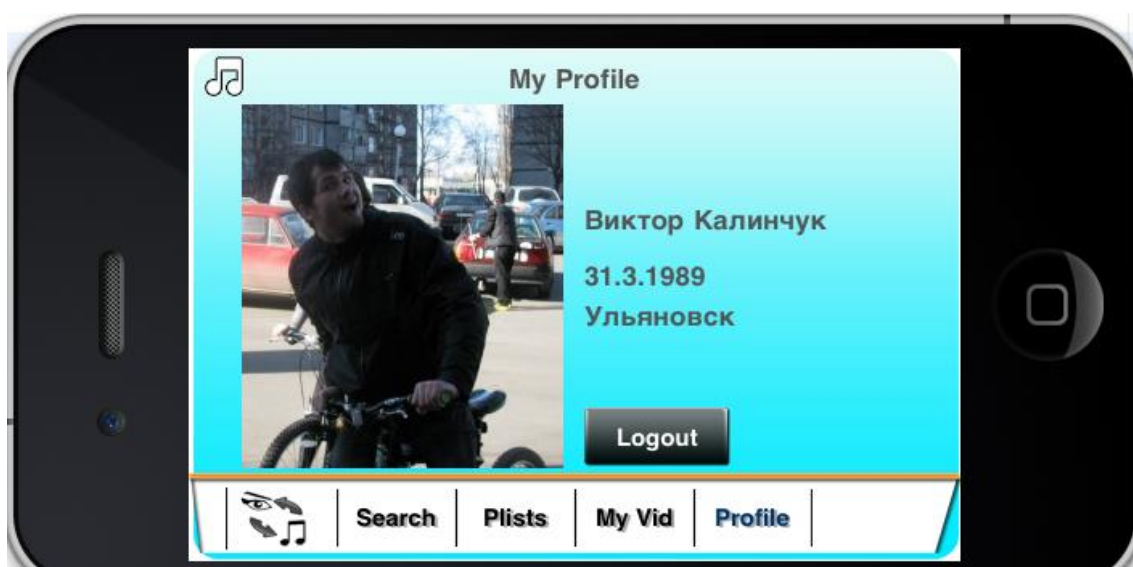 My Profile
Виктор Калинчук
31.3.1989
Ульяновск
Logout
Search
Plists
My Vid
Profile